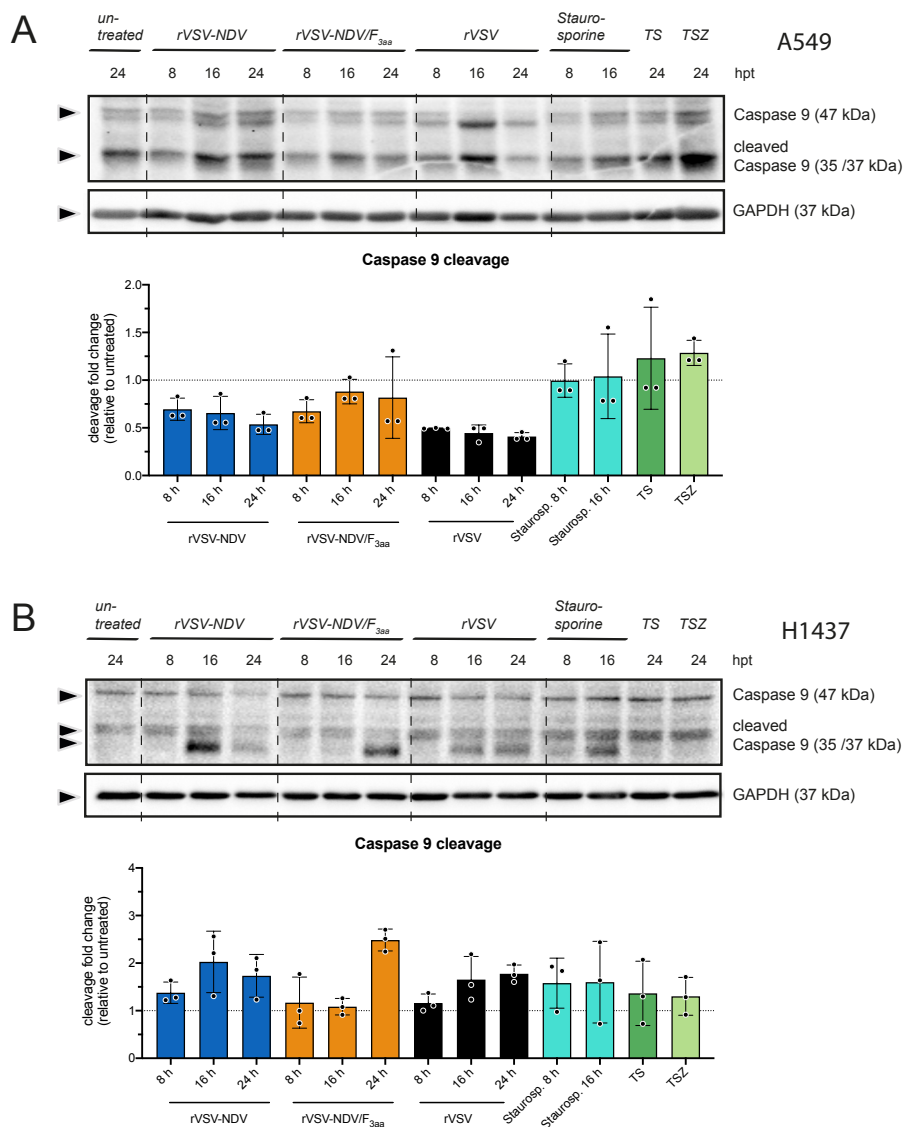 A
un-
treated rVSV-NDV rVSV-NDV/F3aa rVSV Stauro-
sporine TS TSZ A549
24 8 16 24 8 16 24 8 16 24 8 16 24 24 hpt
Caspase 9 (47 kDa)
cleaved
Caspase 9 (35 /37 kDa)
GAPDH (37 kDa)
Caspase 9 cleavage
cleavage fold change
(relative to untreated)
2.0
1.5
1.0
0.5
0.0
8 h 16 h 24 h 8 h 16 h 24 h 8 h 16 h 24 h Staurosp. 8 h Staurosp. 16 h TS TSZ
rVSV-NDV rVSV-NDV/F3aa rVSV
B
un-
treated rVSV-NDV rVSV-NDV/F3aa rVSV Stauro-
sporine TS TSZ H1437
24 8 16 24 8 16 24 8 16 24 8 16 24 24 hpt
Caspase 9 (47 kDa)
cleaved
Caspase 9 (35 /37 kDa)
GAPDH (37 kDa)
Caspase 9 cleavage
cleavage fold change
(relative to untreated)
4
2
1
0
8 h 16 h 24 h 8 h 16 h 24 h 8 h 16 h 24 h Staurosp. 8 h Staurosp. 16 h TS TSZ
rVSV-NDV rVSV-NDV/F3aa rVSV